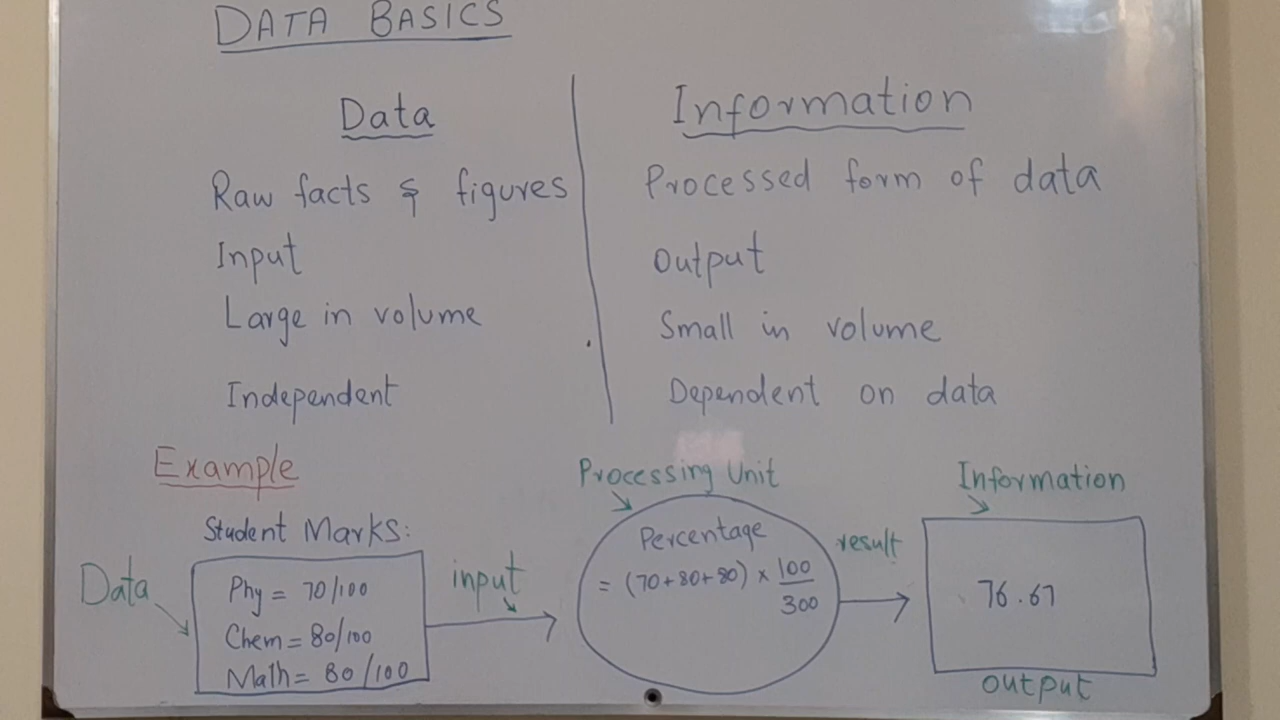 DATA BASICS
Data
Raw facts & figures
Input
Large in volume
Independent
Information
Processed form of data
Output
Small in volume
Dependent on data
Example
Student Marks:
Data
Phy = 70/100
Chem = 80/100
Math = 80/100
input
Processing Unit
Percentage
= (70+80+80) × 100/300
result
Information
76.67
output